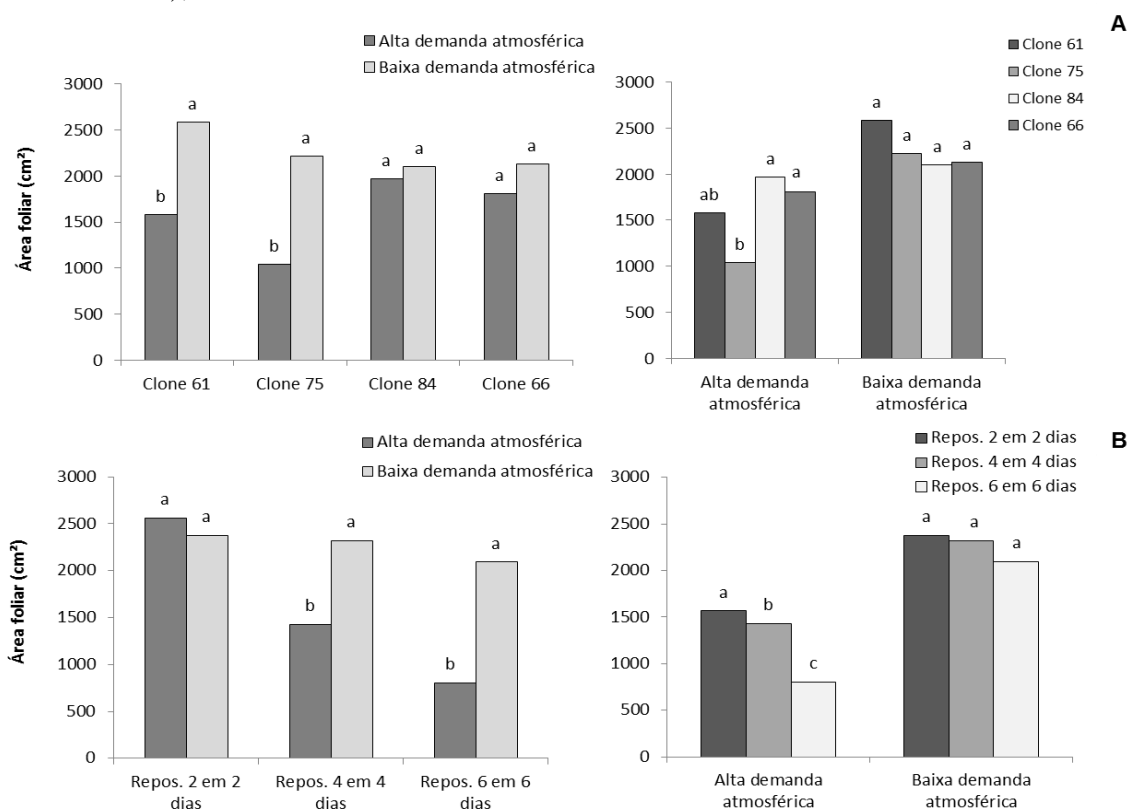 A
Alta demanda atmosférica
Baixa demanda atmosférica
Área foliar (cm²)
3000
2500
2000
1500
1000
500
0
b
a
b
a
a
a
a
a
Clone 61
Clone 75
Clone 84
Clone 66
Clone 61
Clone 75
Clone 84
Clone 66
3000
2500
2000
1500
1000
500
0
ab
b
a
a
a
a
a
a
Alta demanda
atmosférica
Baixa demanda
atmosférica
B
Alta demanda atmosférica
Baixa demanda atmosférica
Área foliar (cm²)
3000
2500
2000
1500
1000
500
0
a
a
b
a
b
a
Repos. 2 em 2
dias
Repos. 4 em 4
dias
Repos. 6 em 6
dias
Repos. 2 em 2 dias
Repos. 4 em 4 dias
Repos. 6 em 6 dias
3000
2500
2000
1500
1000
500
0
a
b
c
a
a
a
Alta demanda
atmosférica
Baixa demanda
atmosférica